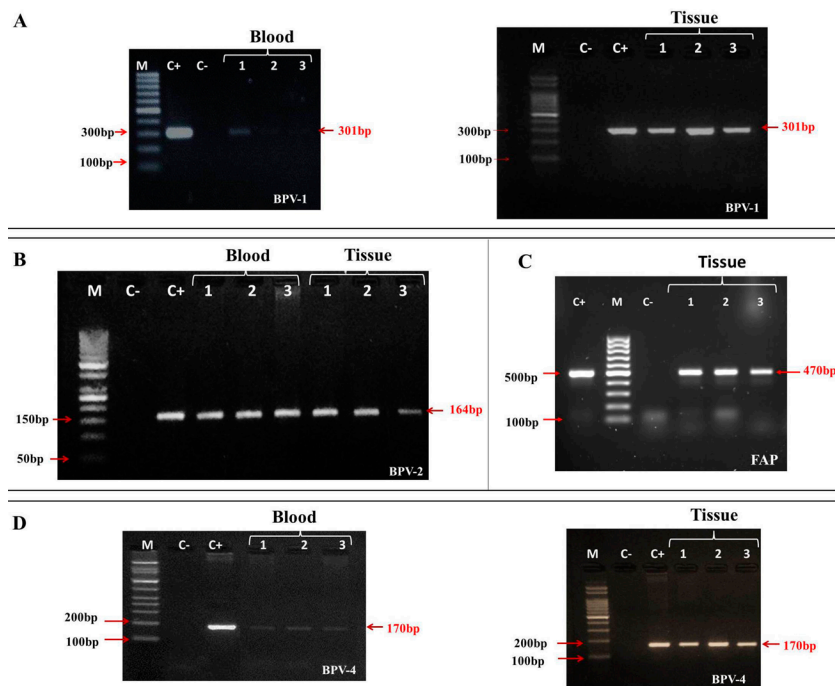 A
Blood
M C+ C- 1 2 3
300bp
301bp
100bp
BPV-1
Tissue
M C- C+ 1 2 3
300bp
301bp
100bp
BPV-1
B
Blood Tissue
M C- C+ 1 2 3 1 2 3
164bp
150bp
50bp
BPV-2
C
Tissue
C+ M C- 1 2 3
500bp
470bp
100bp
FAP
D
Blood
M C- C+ 1 2 3
200bp
170bp
100bp
BPV-4
Tissue
M C- C+ 1 2 3
200bp
170bp
100bp
BPV-4